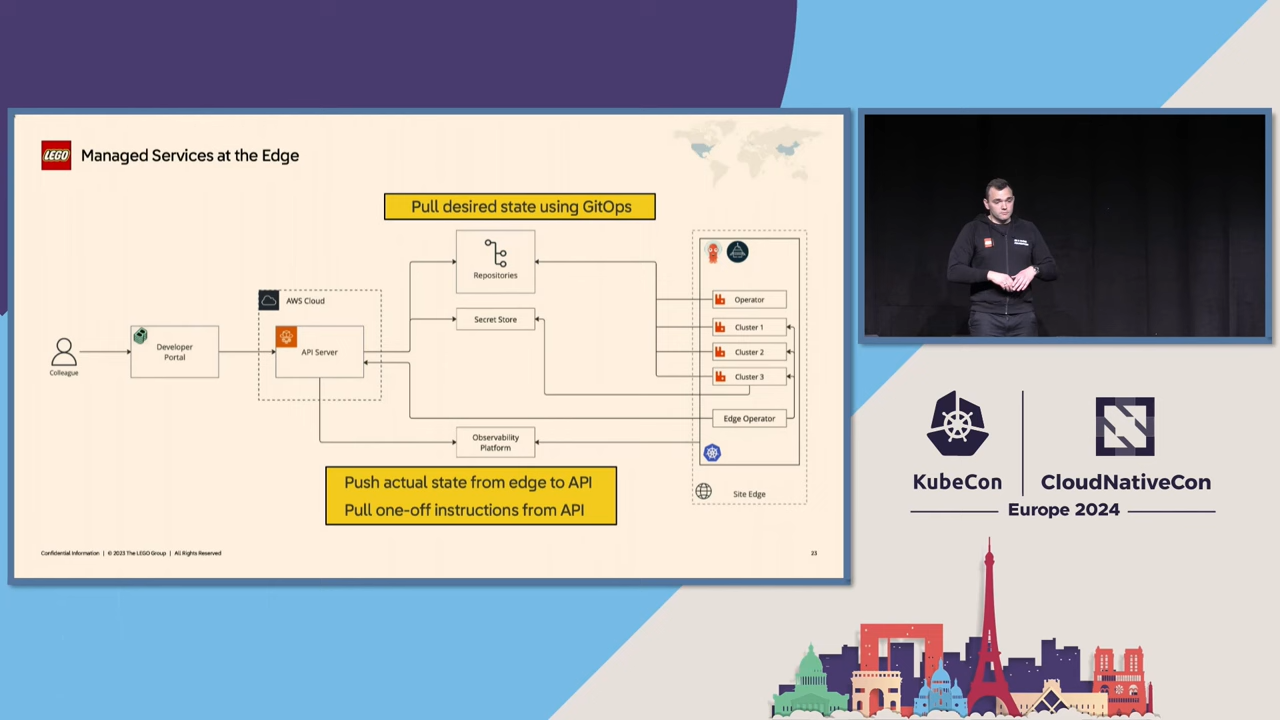 LEGO
Managed Services at the Edge
Pull desired state using GitOps
Repositories
AWS Cloud
Operator
Secret Store
Cluster 1
Developer
Portal
API Server
Cluster 2
Colleague
Cluster 3
Edge Operator
Observability
Platform
Push actual state from edge to API
Pull one-off instructions from API
Site Edge
Confidential Information | © 2023 The LEGO Group | All Rights Reserved
23
KubeCon
CloudNativeCon
Europe 2024